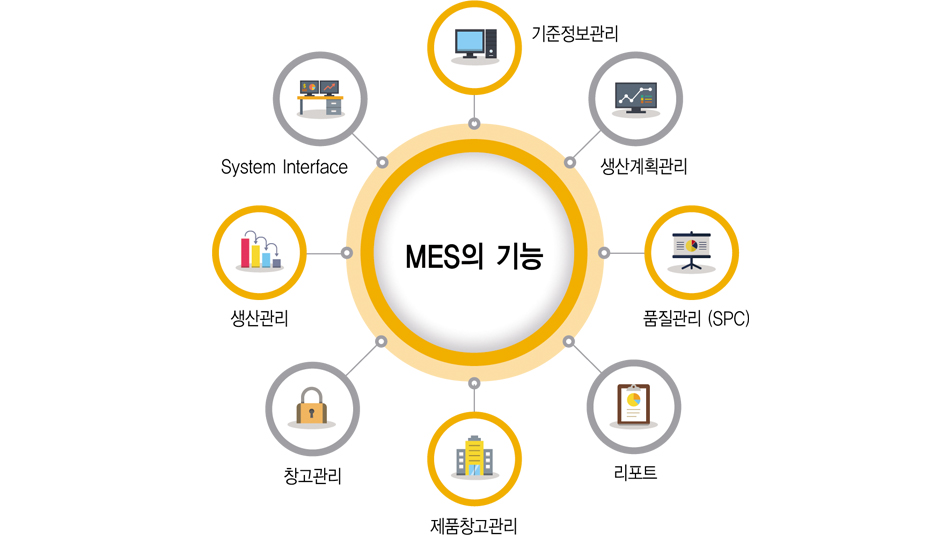 기준정보관리
System Interface
생산계획관리
MES의 기능
생산관리
품질관리 (SPC)
창고관리
리포트
제품창고관리